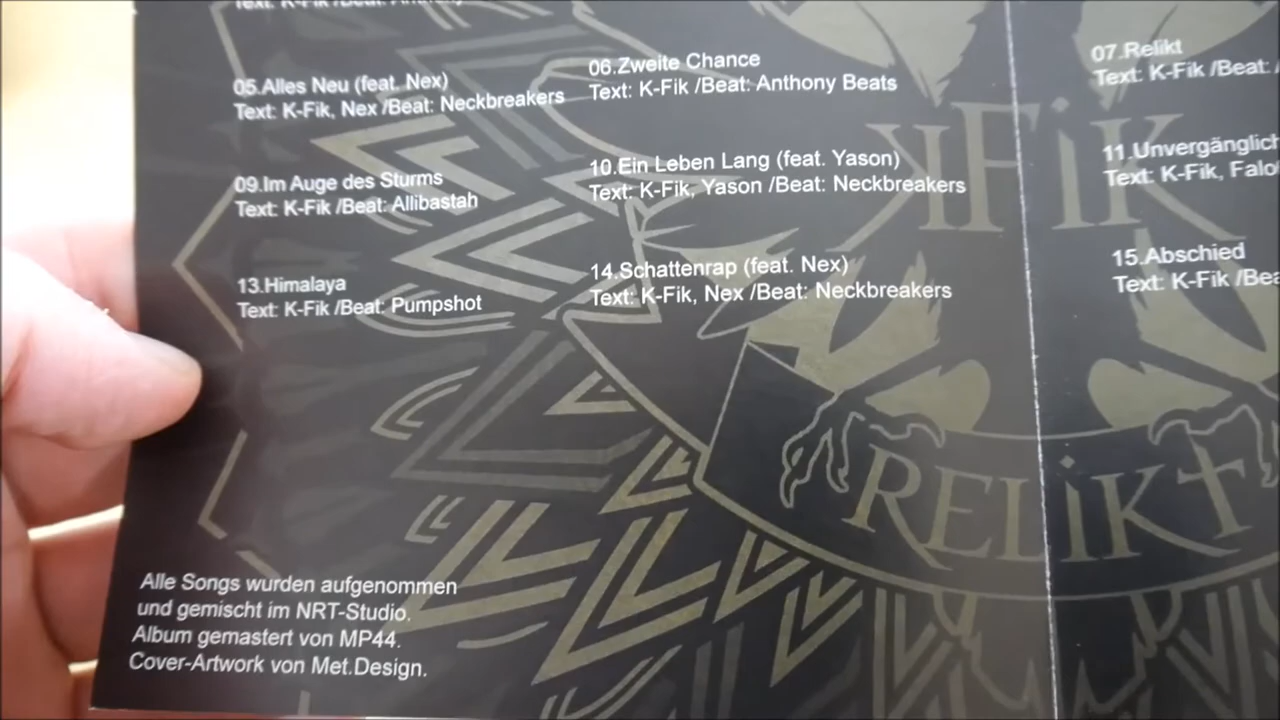 05.Alles Neu (feat. Nex)
Text: K-Fik, Nex /Beat: Neckbreakers
06.Zweite Chance
Text: K-Fik /Beat: Anthony Beats
07.Relikt
Text: K-Fik /Beat:
09.Im Auge des Sturms
Text: K-Fik /Beat: Allibastah
10.Ein Leben Lang (feat. Yason)
Text: K-Fik, Yason /Beat: Neckbreakers
11.Unvergänglich
Text: K-Fik,
13.Himalaya
Text: K-Fik /Beat: Pumpshot
14.Schattenrap (feat. Nex)
Text: K-Fik, Nex /Beat: Neckbreakers
15.Abschied
Text: K-Fik
KFiK
RELiKT
Alle Songs wurden aufgenommen
und gemischt im NRT-Studio.
Album gemastert von MP44.
Cover-Artwork von Met.Design.